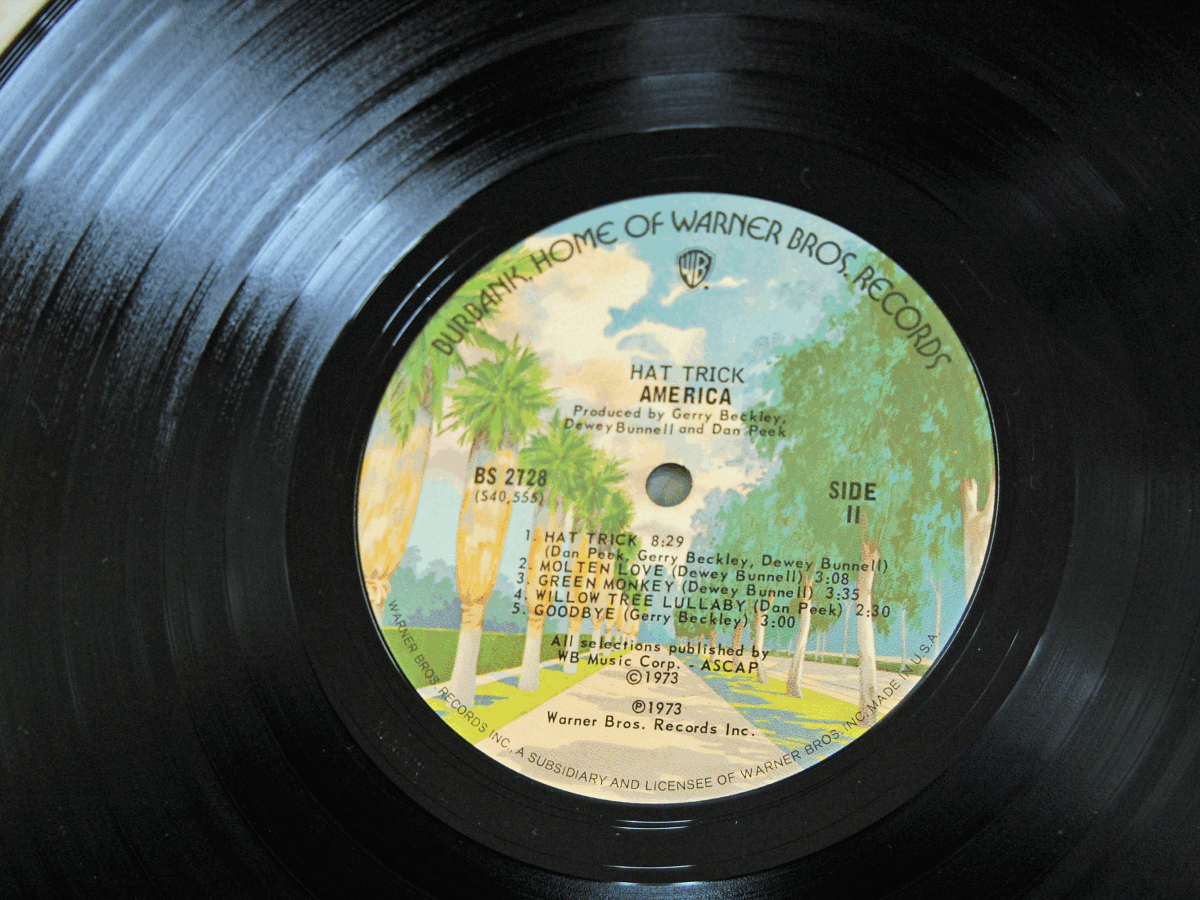 BURBANK, HOME OF WARNER BROS. RECORDS
WB
HAT TRICK
AMERICA
Produced by Gerry Beckley,
Dewey Bunnell and Dan Peek
BS 2728
(S40,555)
SIDE
II
1. HAT TRICK 8:29
(Dan Peek, Gerry Beckley, Dewey Bunnell)
2. MOLTEN LOVE (Dewey Bunnell) 3:08
3. GREEN MONKEY (Dewey Bunnell) 3:35
4. WILLOW TREE LULLABY (Dan Peek) 2:30
5. GOODBYE (Gerry Beckley) 3:00
All selections published by
WB Music Corp. - ASCAP
©1973
℗1973
Warner Bros. Records Inc.
WARNER BROS. RECORDS INC., A SUBSIDIARY AND LICENSEE OF WARNER BROS. INC. MADE IN U.S.A.